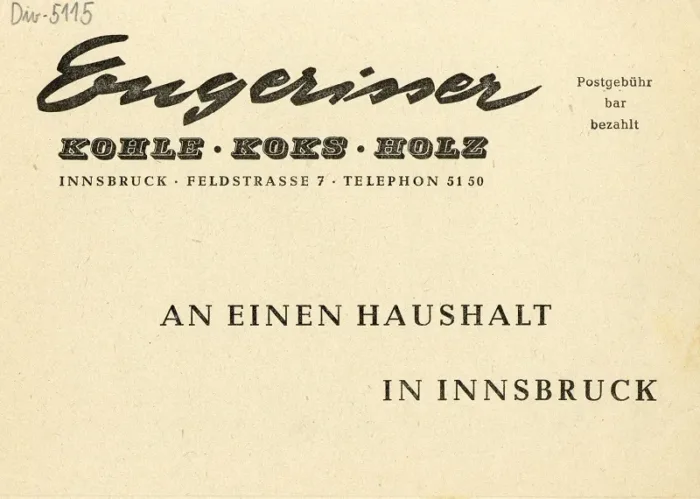 Div-5115
Engerisser
Postgebühr
bar
bezahlt
KOHLE · KOKS · HOLZ
INNSBRUCK · FELDSTRASSE 7 · TELEPHON 51 50
AN EINEN HAUSHALT
IN INNSBRUCK